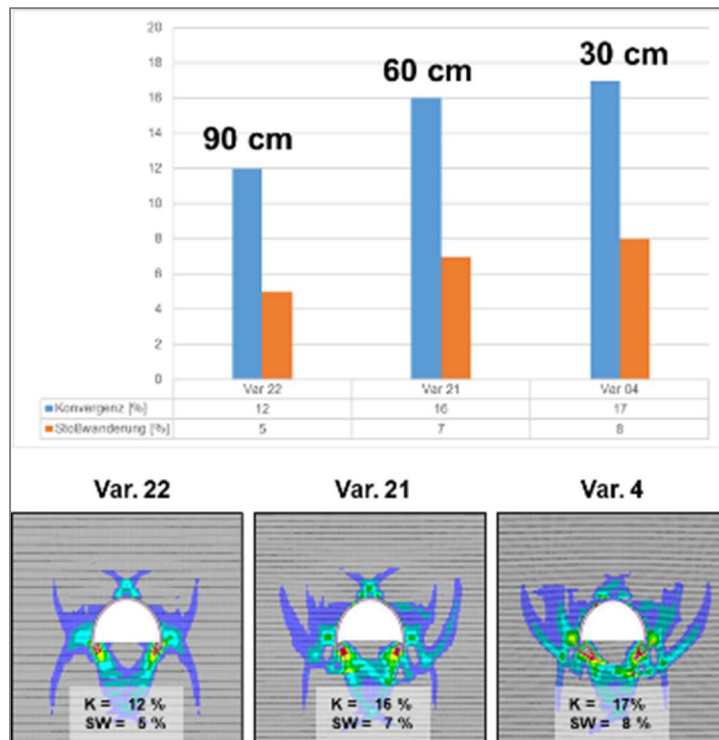 20
18
16
14
12
10
8
6
4
2
0
90 cm
60 cm
30 cm
Var 22 Var 21 Var 04
Konvergenz [%] 12 16 17
Stoßwanderung [%] 5 7 8
Var. 22 Var. 21 Var. 4
K = 12 % K = 16 % K = 17%
SW = 5 % SW = 7 % SW = 8 %